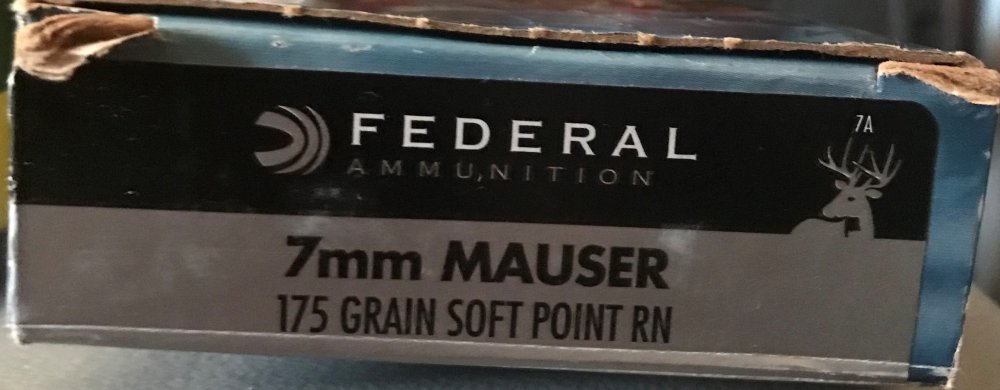 FEDERAL
AMMUNITION
7A
7mm MAUSER
175 GRAIN SOFT POINT RN